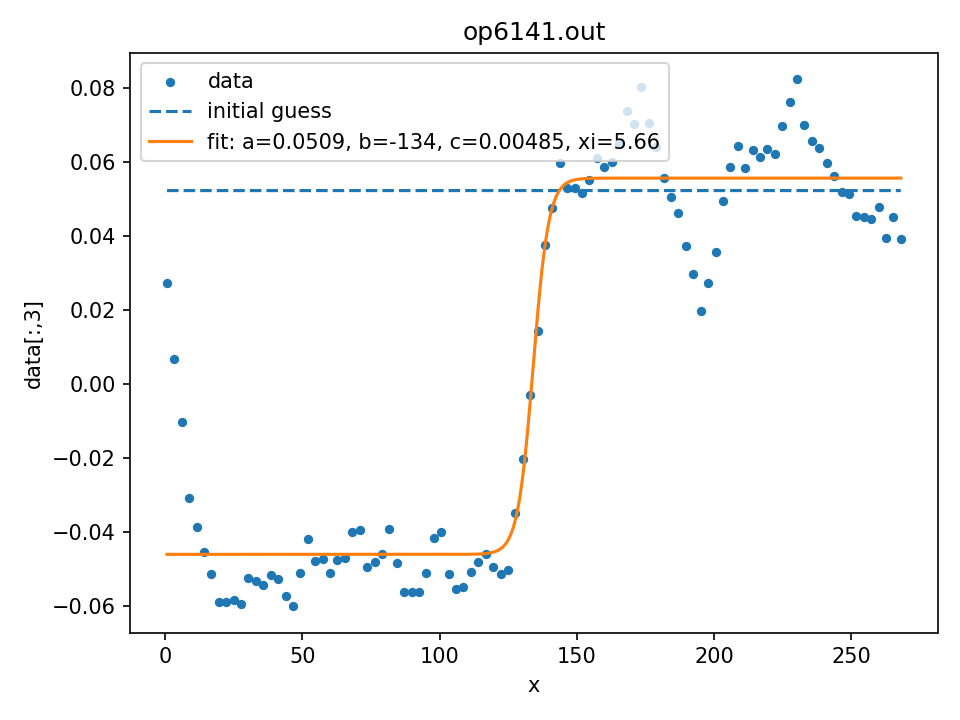 op6141.out
data
initial guess
fit: a=0.0509, b=-134, c=0.00485, xi=5.66
data[:,3]
0.08
0.06
0.04
0.02
0.00
−0.02
−0.04
−0.06
0
50
100
150
200
250
x